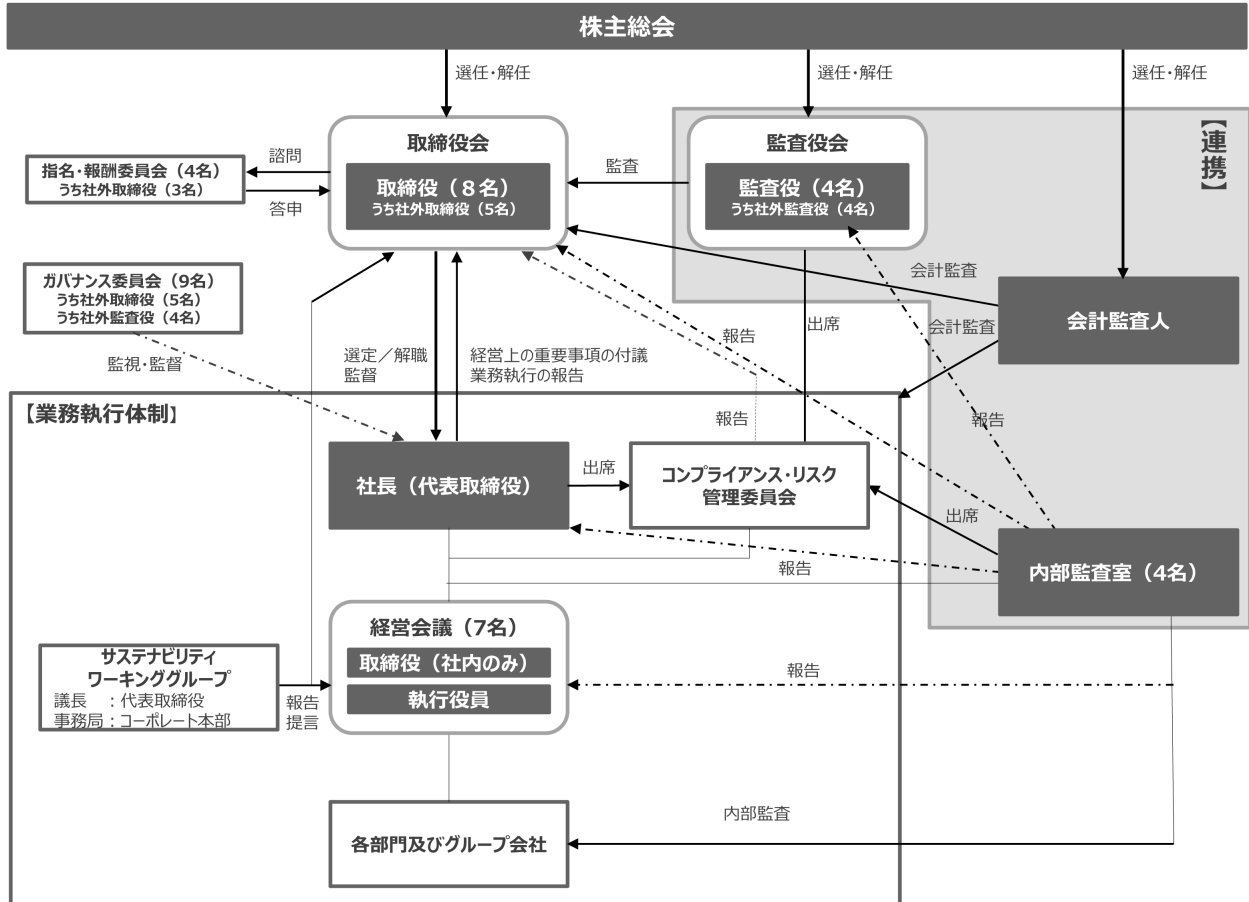 株主総会
選任・解任
選任・解任
選任・解任
取締役会
取締役（８名）
うち社外取締役（5名）
監査役会
監査役（4名）
うち社外監査役（4名）
【連携】
諮問
答申
指名・報酬委員会（4名）
うち社外取締役（3名）
監査
ガバナンス委員会（9名）
うち社外取締役（5名）
うち社外監査役（4名）
会計監査
会計監査人
会計監査
出席
報告
監視・監督
選定／解職
監督
経営上の重要事項の付議
業務執行の報告
【業務執行体制】
報告
報告
社長（代表取締役）
出席
コンプライアンス・リスク
管理委員会
出席
報告
内部監査室（4名）
経営会議（7名）
取締役（社内のみ）
執行役員
サステナビリティ
ワーキンググループ
議長　：代表取締役
事務局：コーポレート本部
報告
提言
報告
内部監査
各部門及びグループ会社